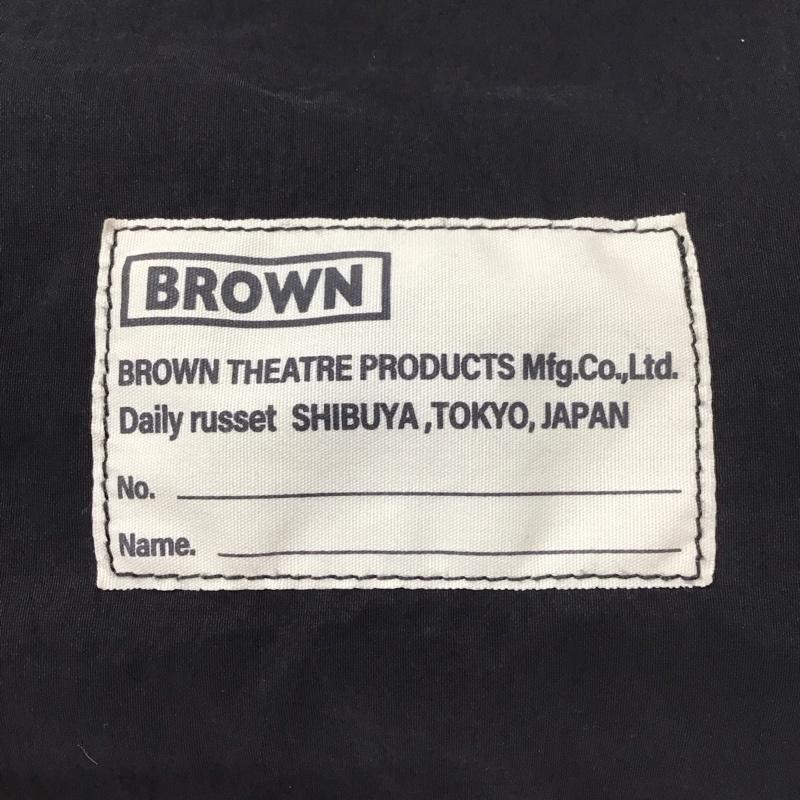 BROWN
BROWN THEATRE PRODUCTS Mfg.Co.,Ltd.
Daily russet SHIBUYA ,TOKYO, JAPAN
No.
Name.